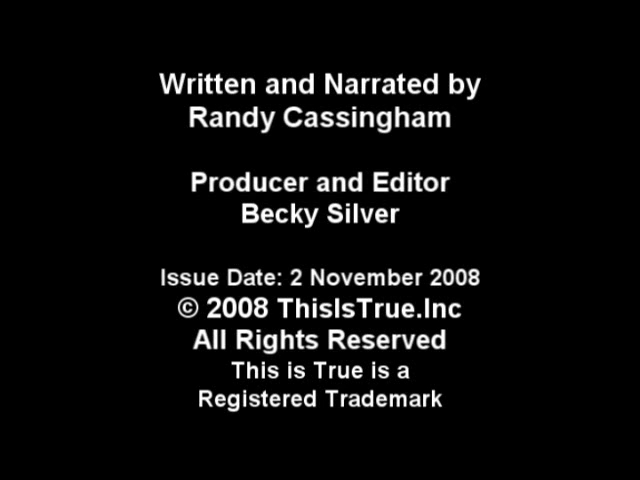 Written and Narrated by
Randy Cassingham
Producer and Editor
Becky Silver
Issue Date: 2 November 2008
© 2008 ThisIsTrue.Inc
All Rights Reserved
This is True is a
Registered Trademark